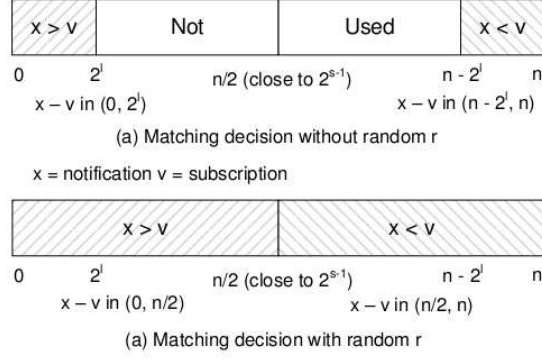 x > v Not Used x < v
0 2^l n/2 (close to 2^s-1) n - 2^l n
x – v in (0, 2^l) x – v in (n - 2^l, n)
(a) Matching decision without random r
x = notification v = subscription
x > v x < v
0 2^l n/2 (close to 2^s-1) n - 2^l n
x – v in (0, n/2) x – v in (n/2, n)
(a) Matching decision with random r